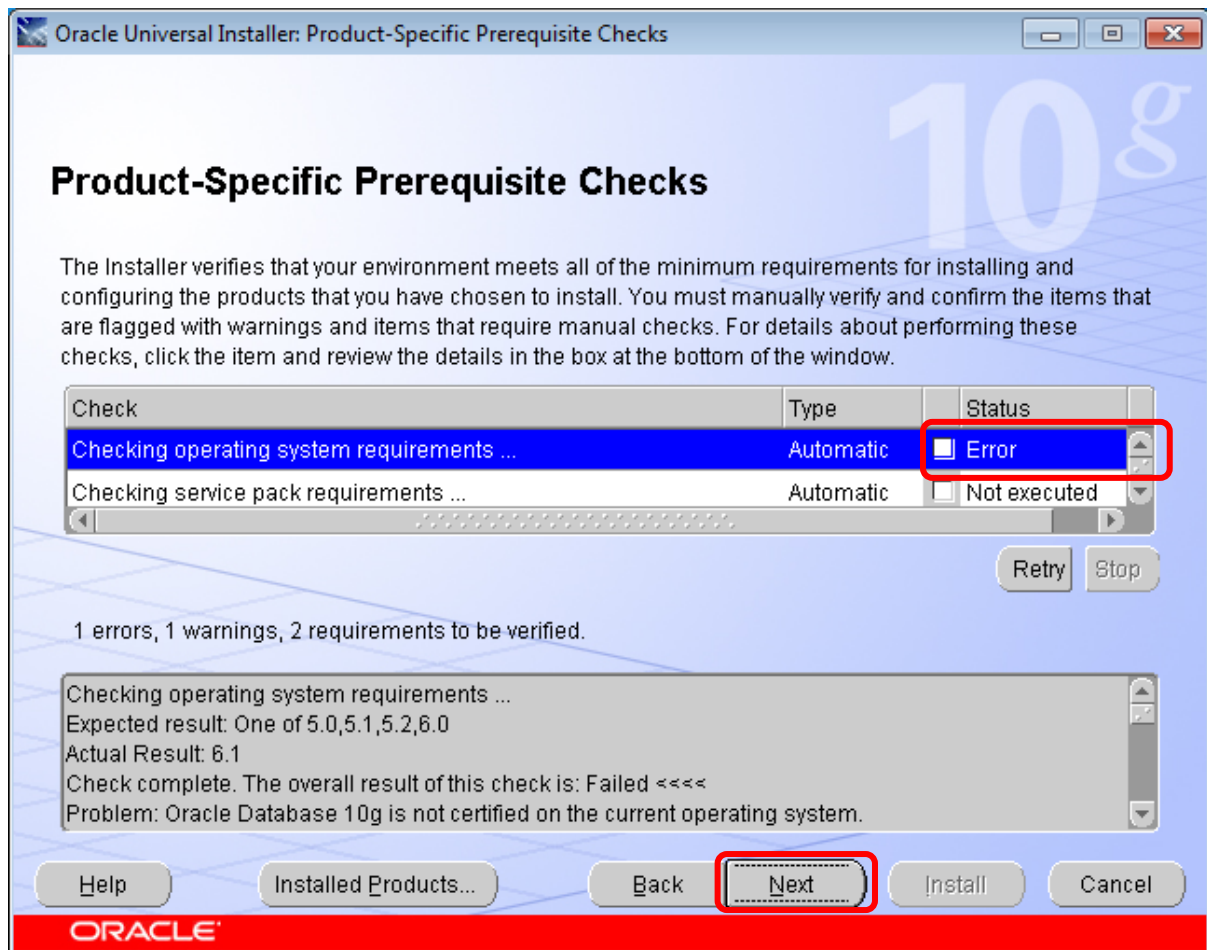 Oracle Universal Installer: Product-Specific Prerequisite Checks
10g
Product-Specific Prerequisite Checks
The Installer verifies that your environment meets all of the minimum requirements for installing and
configuring the products that you have chosen to install. You must manually verify and confirm the items that
are flagged with warnings and items that require manual checks. For details about performing these
checks, click the item and review the details in the box at the bottom of the window.
Check Type Status
Checking operating system requirements ... Automatic Error
Checking service pack requirements ... Automatic Not executed
Retry Stop
1 errors, 1 warnings, 2 requirements to be verified.
Checking operating system requirements ...
Expected result: One of 5.0,5.1,5.2,6.0
Actual Result: 6.1
Check complete. The overall result of this check is: Failed <<<<
Problem: Oracle Database 10g is not certified on the current operating system.
Help Installed Products... Back Next Install Cancel
ORACLE